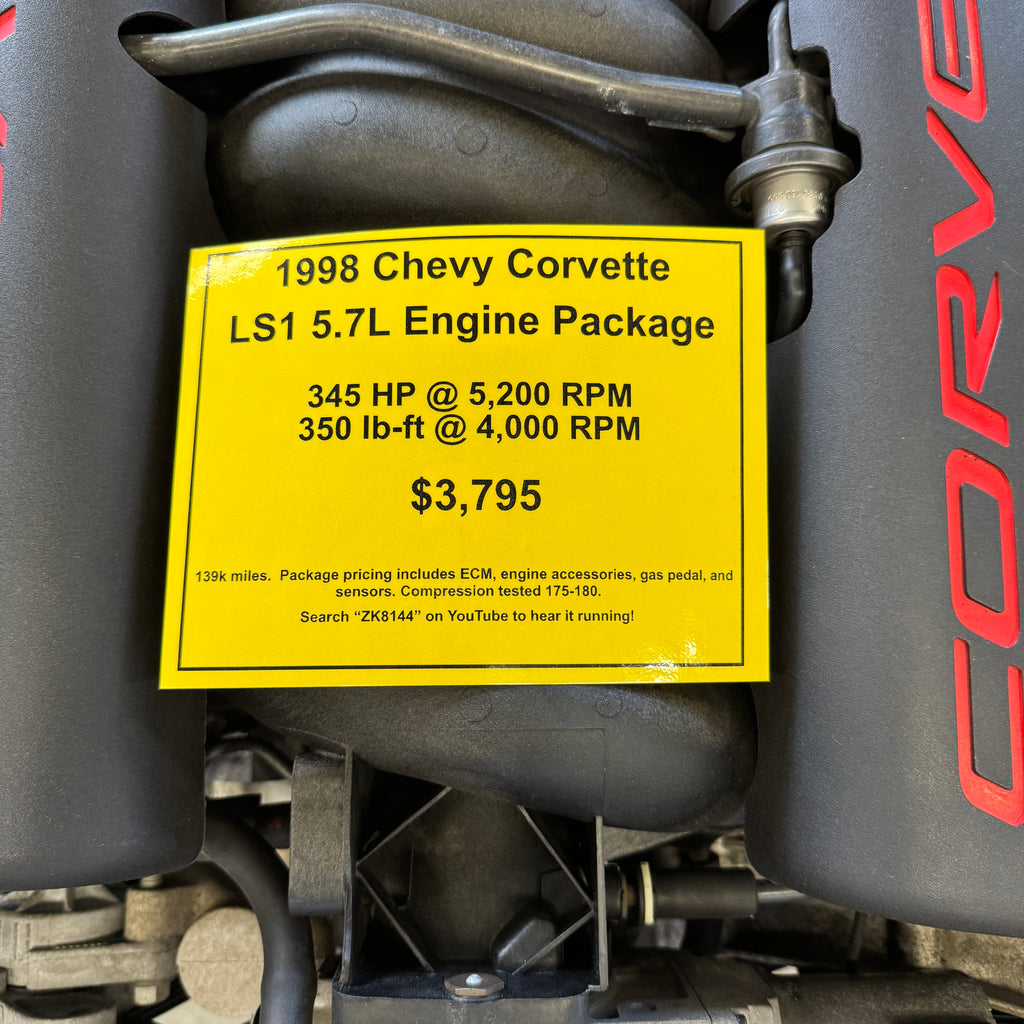 1998 Chevy Corvette
LS1 5.7L Engine Package
345 HP @ 5,200 RPM
350 lb-ft @ 4,000 RPM
$3,795
139k miles. Package pricing includes ECM, engine accessories, gas pedal, and
sensors. Compression tested 175-180.
Search “ZK8144” on YouTube to hear it running!
CORVE